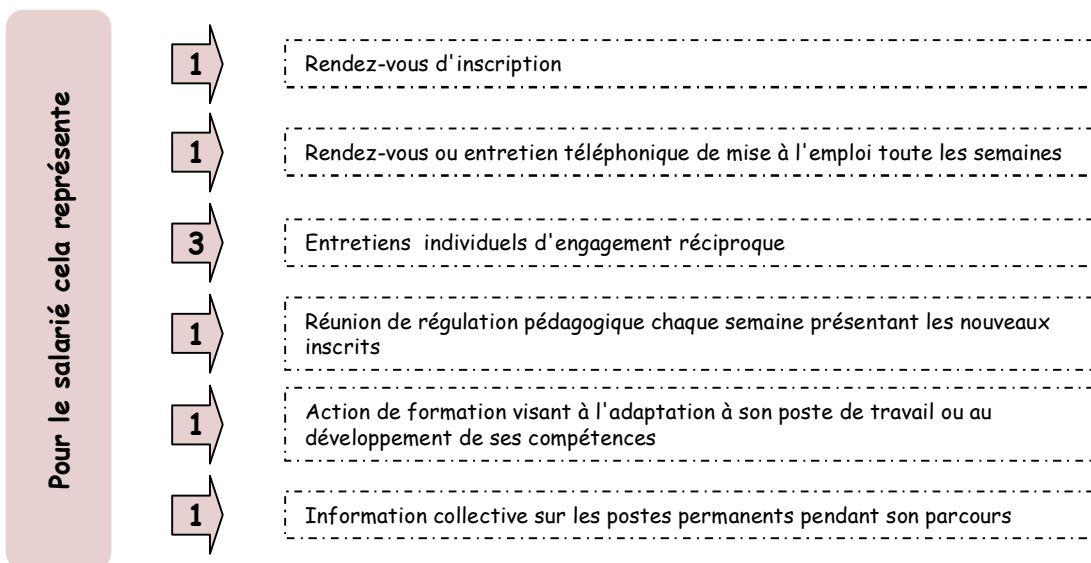 Pour le salarié cela représente
1
Rendez-vous d'inscription
1
Rendez-vous ou entretien téléphonique de mise à l'emploi toute les semaines
3
Entretiens individuels d'engagement réciproque
1
Réunion de régulation pédagogique chaque semaine présentant les nouveaux
inscrits
1
Action de formation visant à l'adaptation à son poste de travail ou au
développement de ses compétences
1
Information collective sur les postes permanents pendant son parcours